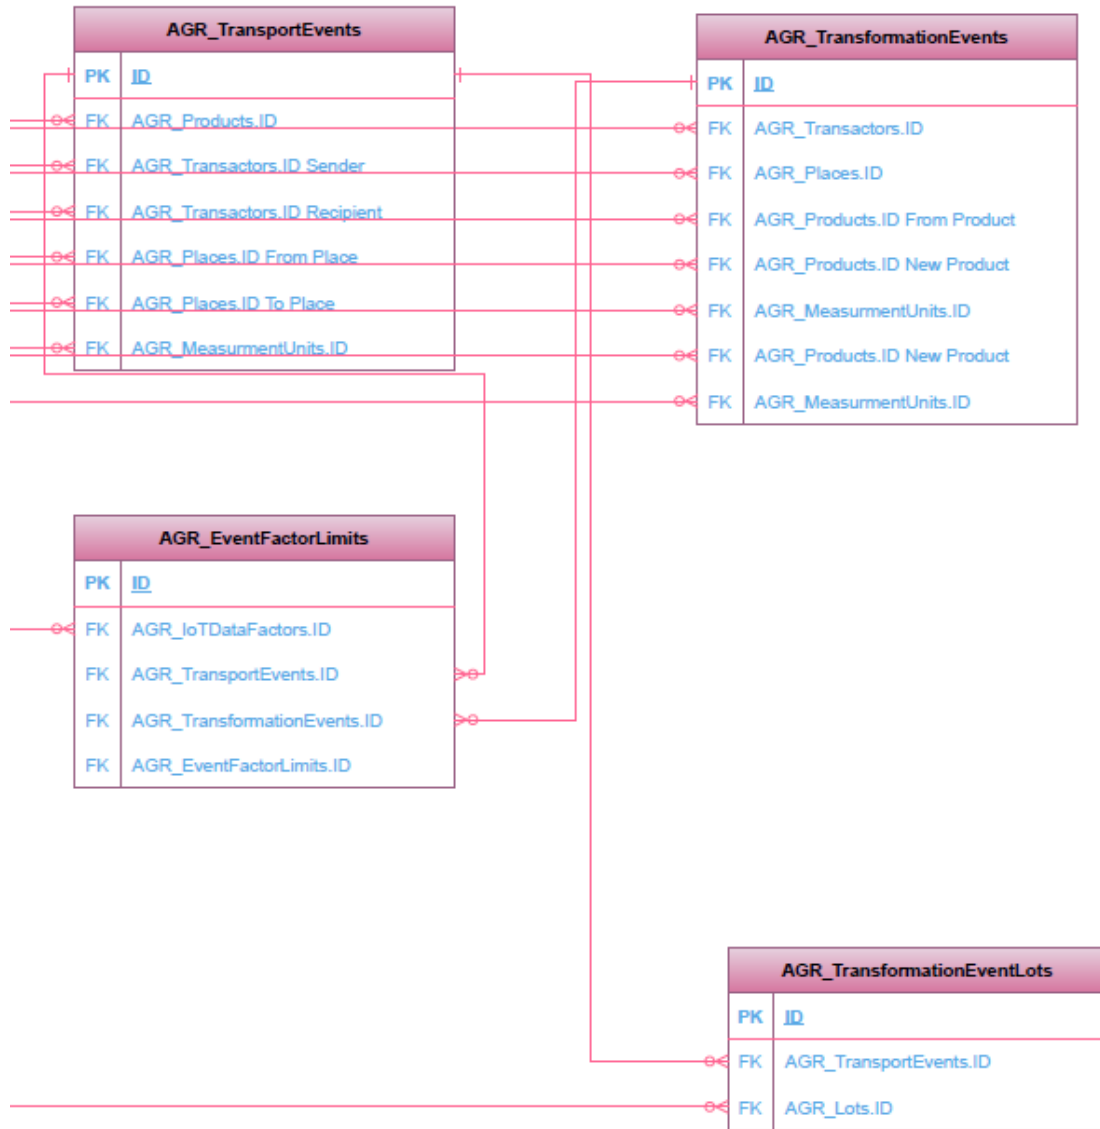 AGR_TransportEvents
PK ID
FK AGR_Products.ID
FK AGR_Transactors.ID Sender
FK AGR_Transactors.ID Recipient
FK AGR_Places.ID From Place
FK AGR_Places.ID To Place
FK AGR_MeasurmentUnits.ID
AGR_TransformationEvents
PK ID
FK AGR_Transactors.ID
FK AGR_Places.ID
FK AGR_Products.ID From Product
FK AGR_Products.ID New Product
FK AGR_MeasurmentUnits.ID
FK AGR_Products.ID New Product
FK AGR_MeasurmentUnits.ID
AGR_EventFactorLimits
PK ID
FK AGR_IoTDataFactors.ID
FK AGR_TransportEvents.ID
FK AGR_TransformationEvents.ID
FK AGR_EventFactorLimits.ID
AGR_TransformationEventLots
PK ID
FK AGR_TransportEvents.ID
FK AGR_Lots.ID